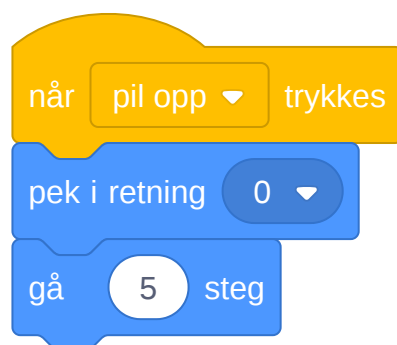 når pil opp trykkes
pek i retning 0
gå 5 steg